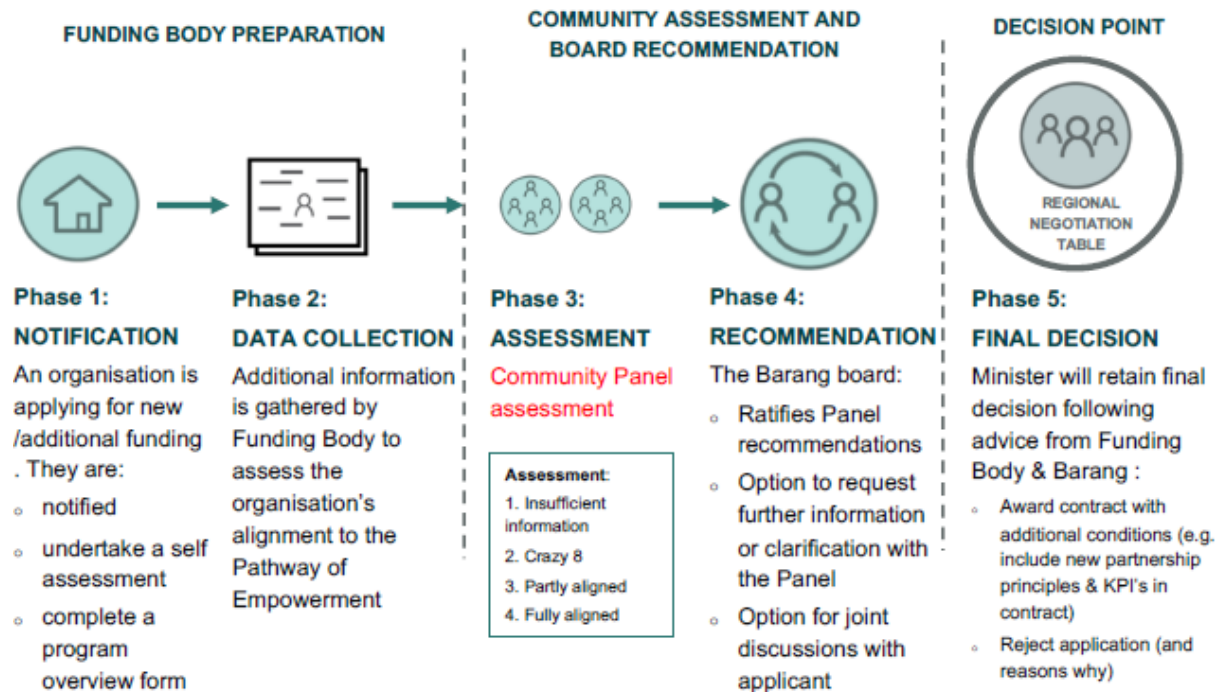 FUNDING BODY PREPARATION
COMMUNITY ASSESSMENT AND
BOARD RECOMMENDATION
DECISION POINT
REGIONAL
NEGOTIATION
TABLE
Phase 1:
NOTIFICATION
An organisation is
applying for new
/additional funding
. They are:
◦ notified
◦ undertake a self
assessment
◦ complete a
program
overview form
Phase 2:
DATA COLLECTION
Additional information
is gathered by
Funding Body to
assess the
organisation's
alignment to the
Pathway of
Empowerment
Phase 3:
ASSESSMENT
Community Panel
assessment
Assessment:
1. Insufficient
information
2. Crazy 8
3. Partly aligned
4. Fully aligned
Phase 4:
RECOMMENDATION
The Barang board:
◦ Ratifies Panel
recommendations
◦ Option to request
further information
or clarification with
the Panel
◦ Option for joint
discussions with
applicant
Phase 5:
FINAL DECISION
Minister will retain final
decision following
advice from Funding
Body & Barang :
◦ Award contract with
additional conditions (e.g.
include new partnership
principles & KPI's in
contract)
◦ Reject application (and
reasons why)